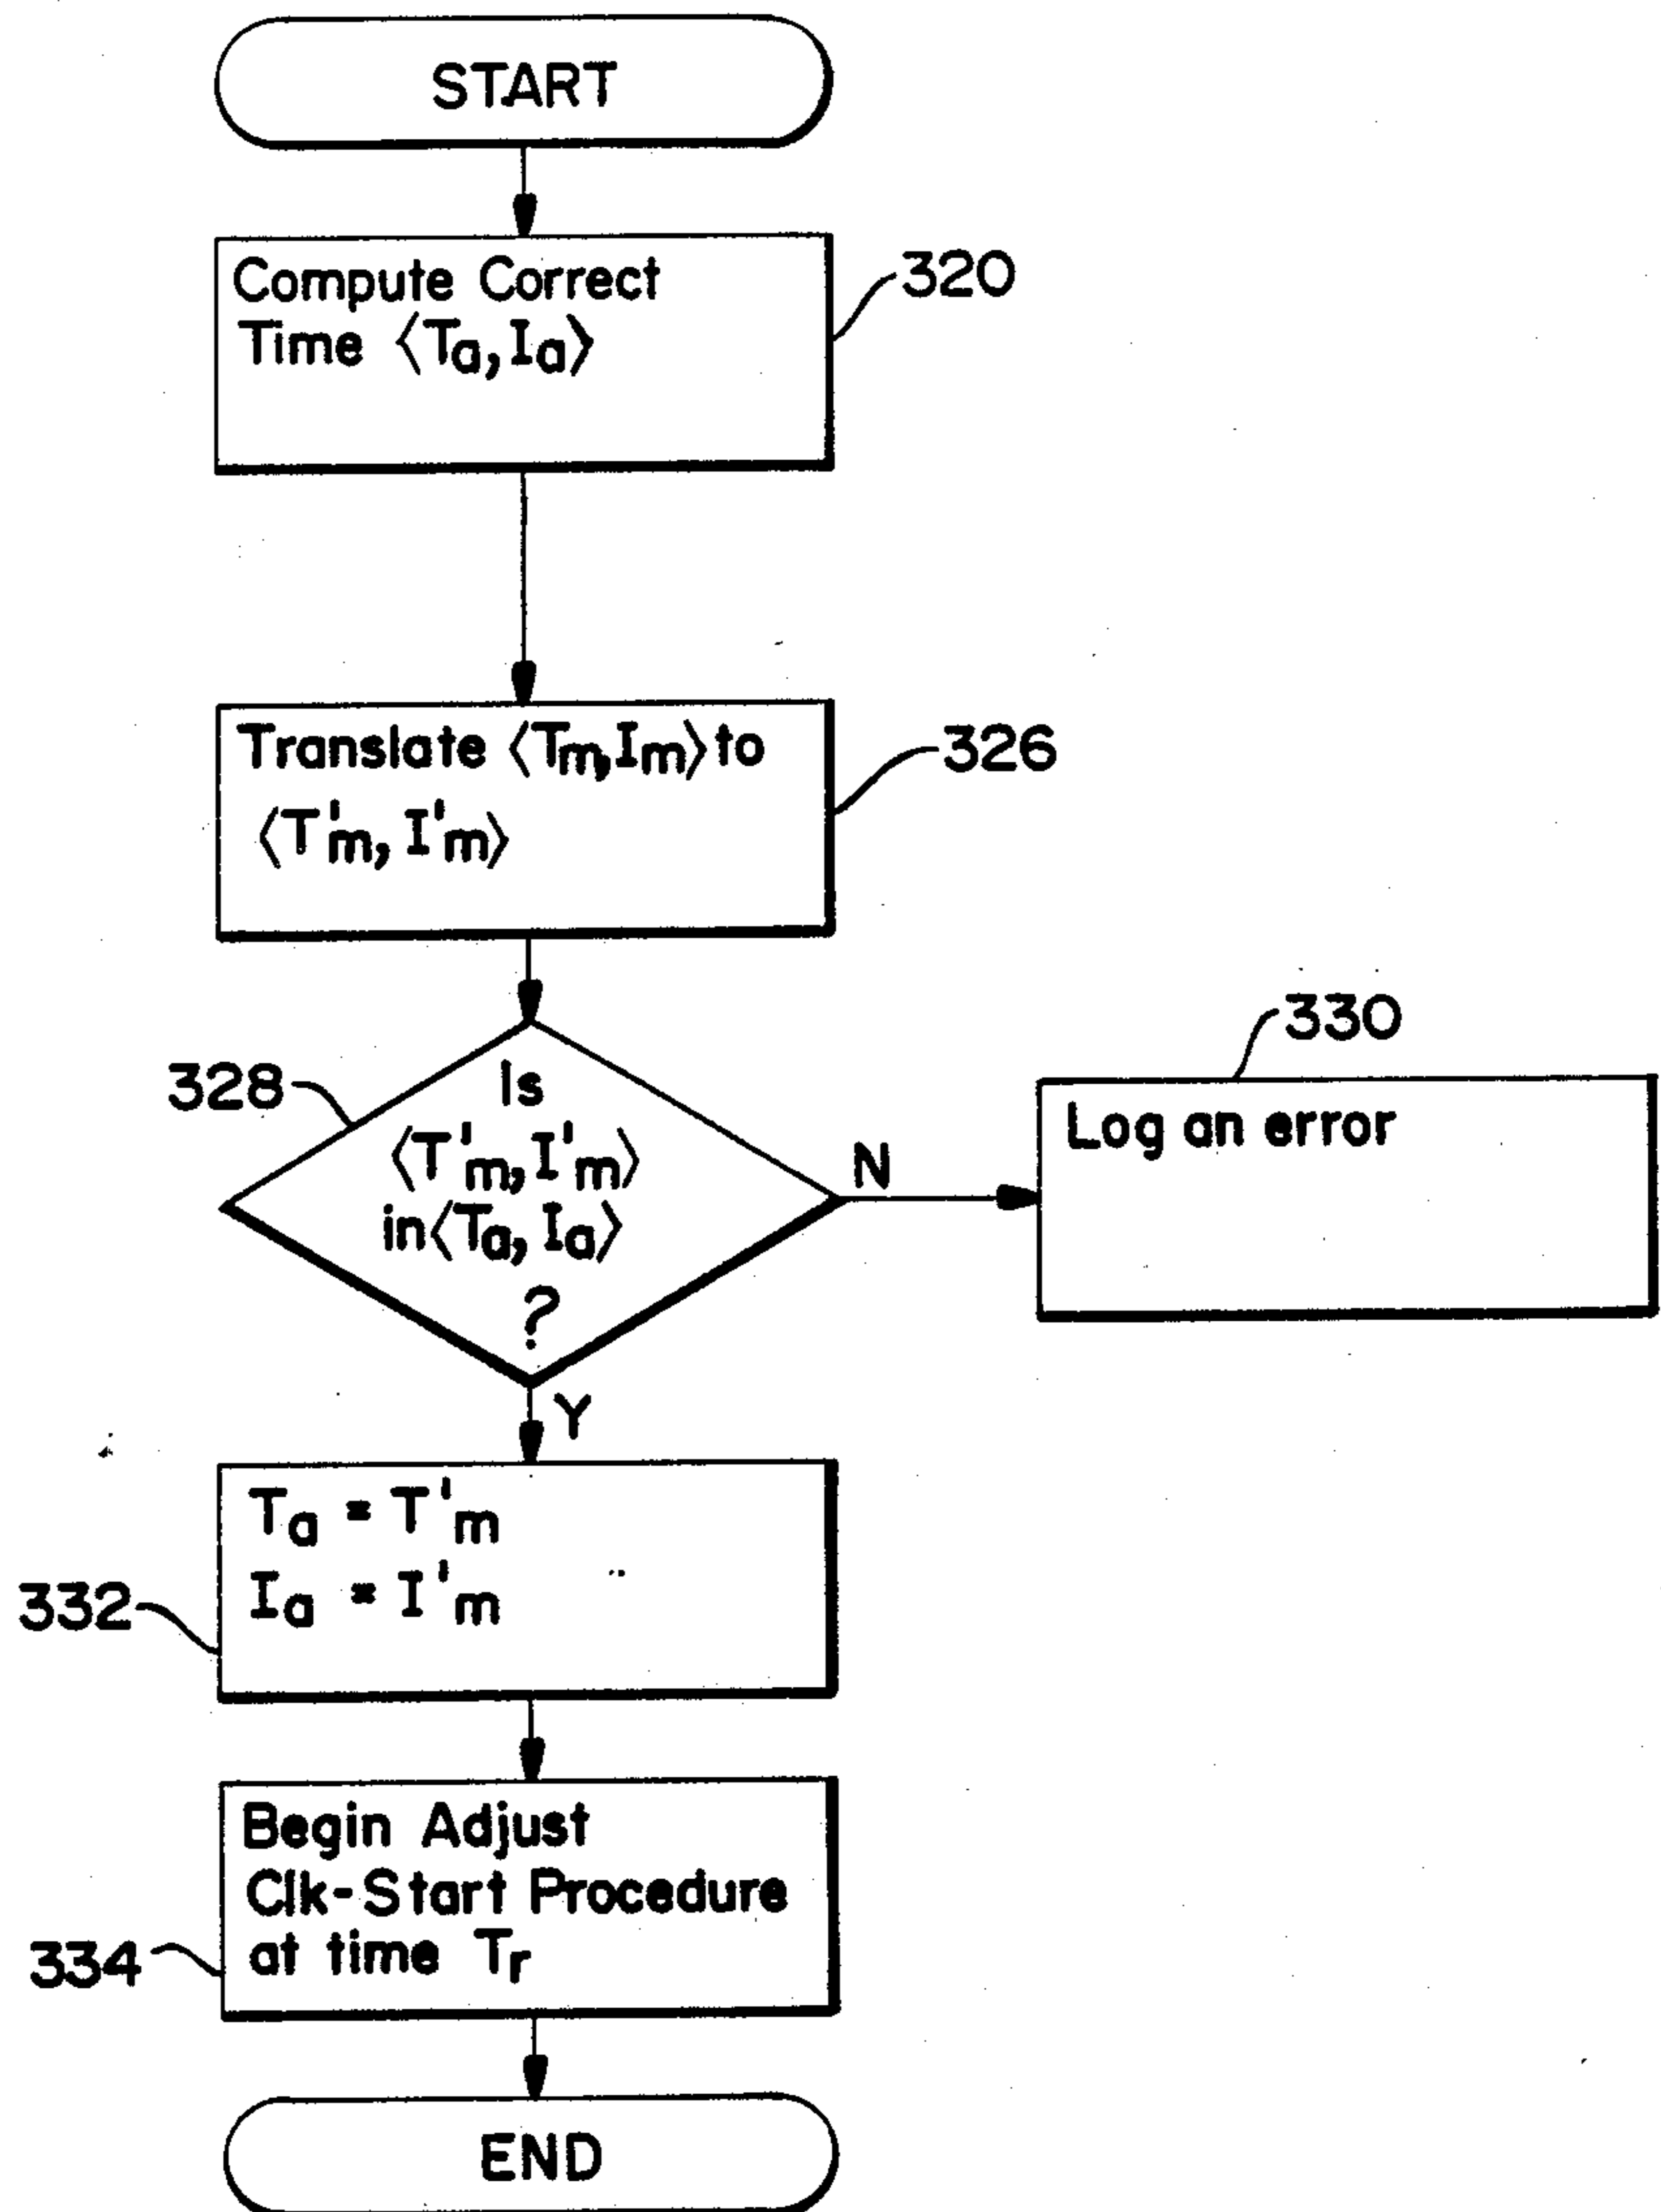 START
Compute Correct
Time ⟨Ta, Ia⟩
320
Translate ⟨Tm, Im⟩ to
⟨T'm, I'm⟩
326
328
Is
⟨T'm, I'm⟩
in ⟨Ta, Ia⟩
?
N
330
Log an error
Y
Ta = T'm
Ia = I'm
332
Begin Adjust
Clk-Start Procedure
at time Tr
334
END